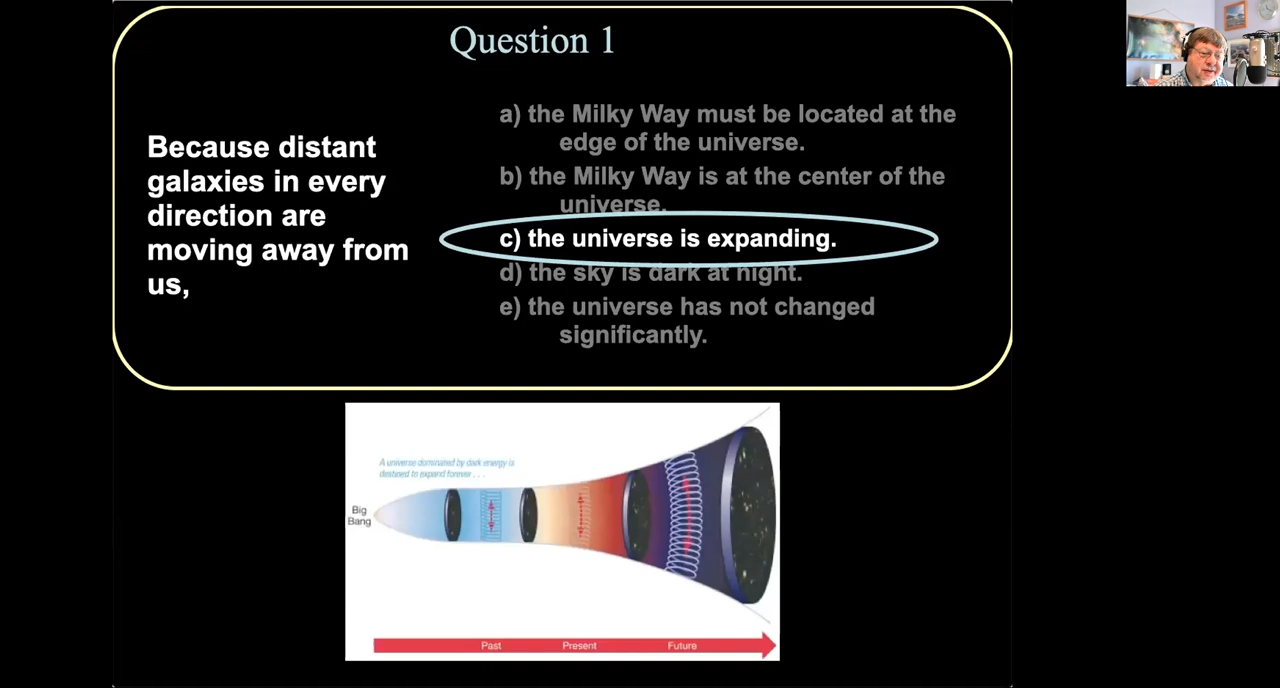 Question 1
Because distant
galaxies in every
direction are
moving away from
us,
a) the Milky Way must be located at the
edge of the universe.
b) the Milky Way is at the center of the
universe.
c) the universe is expanding.
d) the sky is dark at night.
e) the universe has not changed
significantly.
A universe dominated by dark energy is
destined to expand forever . . .
Big
Bang
Past Present Future